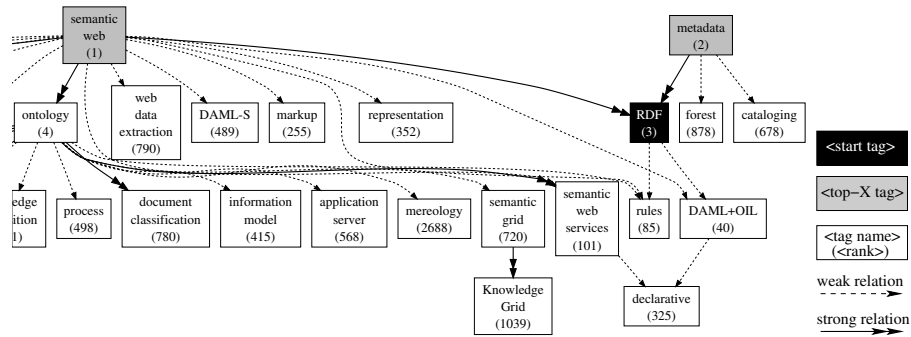 semantic
web
(1)
metadata
(2)
ontology
(4)
web
data
extraction
(790)
DAML-S
(489)
markup
(255)
representation
(352)
RDF
(3)
forest
(878)
cataloging
(678)
<start tag>
<top-X tag>
<tag name>
(<rank>)
weak relation
strong relation
process
(498)
document
classification
(780)
information
model
(415)
application
server
(568)
mereology
(2688)
semantic
grid
(720)
semantic
web
services
(101)
rules
(85)
DAML+OIL
(40)
Knowledge
Grid
(1039)
declarative
(325)